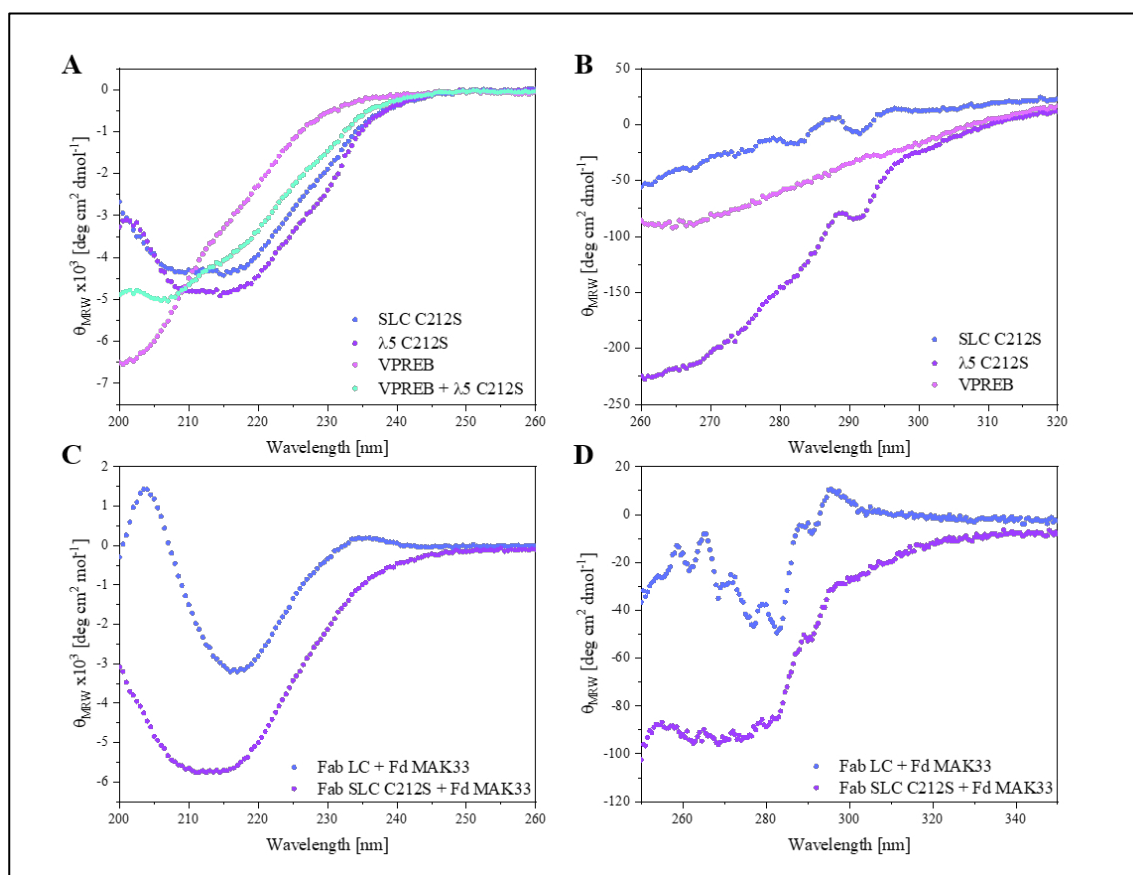 A
0
-1
-2
-3
-4
-5
-6
-7
θMRW x10³ [deg cm² dmol⁻¹]
SLC C212S
λ5 C212S
VPREB
VPREB + λ5 C212S
200 210 220 230 240 250 260
Wavelength [nm]
B
50
25
0
-50
-100
-150
-200
-250
θMRW [deg cm² dmol⁻¹]
SLC C212S
λ5 C212S
VPREB
260 270 280 290 300 310 320
Wavelength [nm]
C
2
1
0
-1
-2
-3
-4
-5
-6
θMRW x10³ [deg cm² mol⁻¹]
Fab LC + Fd MAK33
Fab SLC C212S + Fd MAK33
200 210 220 230 240 250 260
Wavelength [nm]
D
20
10
0
-20
-40
-60
-80
-100
-120
θMRW [deg cm² dmol⁻¹]
Fab LC + Fd MAK33
Fab SLC C212S + Fd MAK33
260 280 300 320 340
Wavelength [nm]